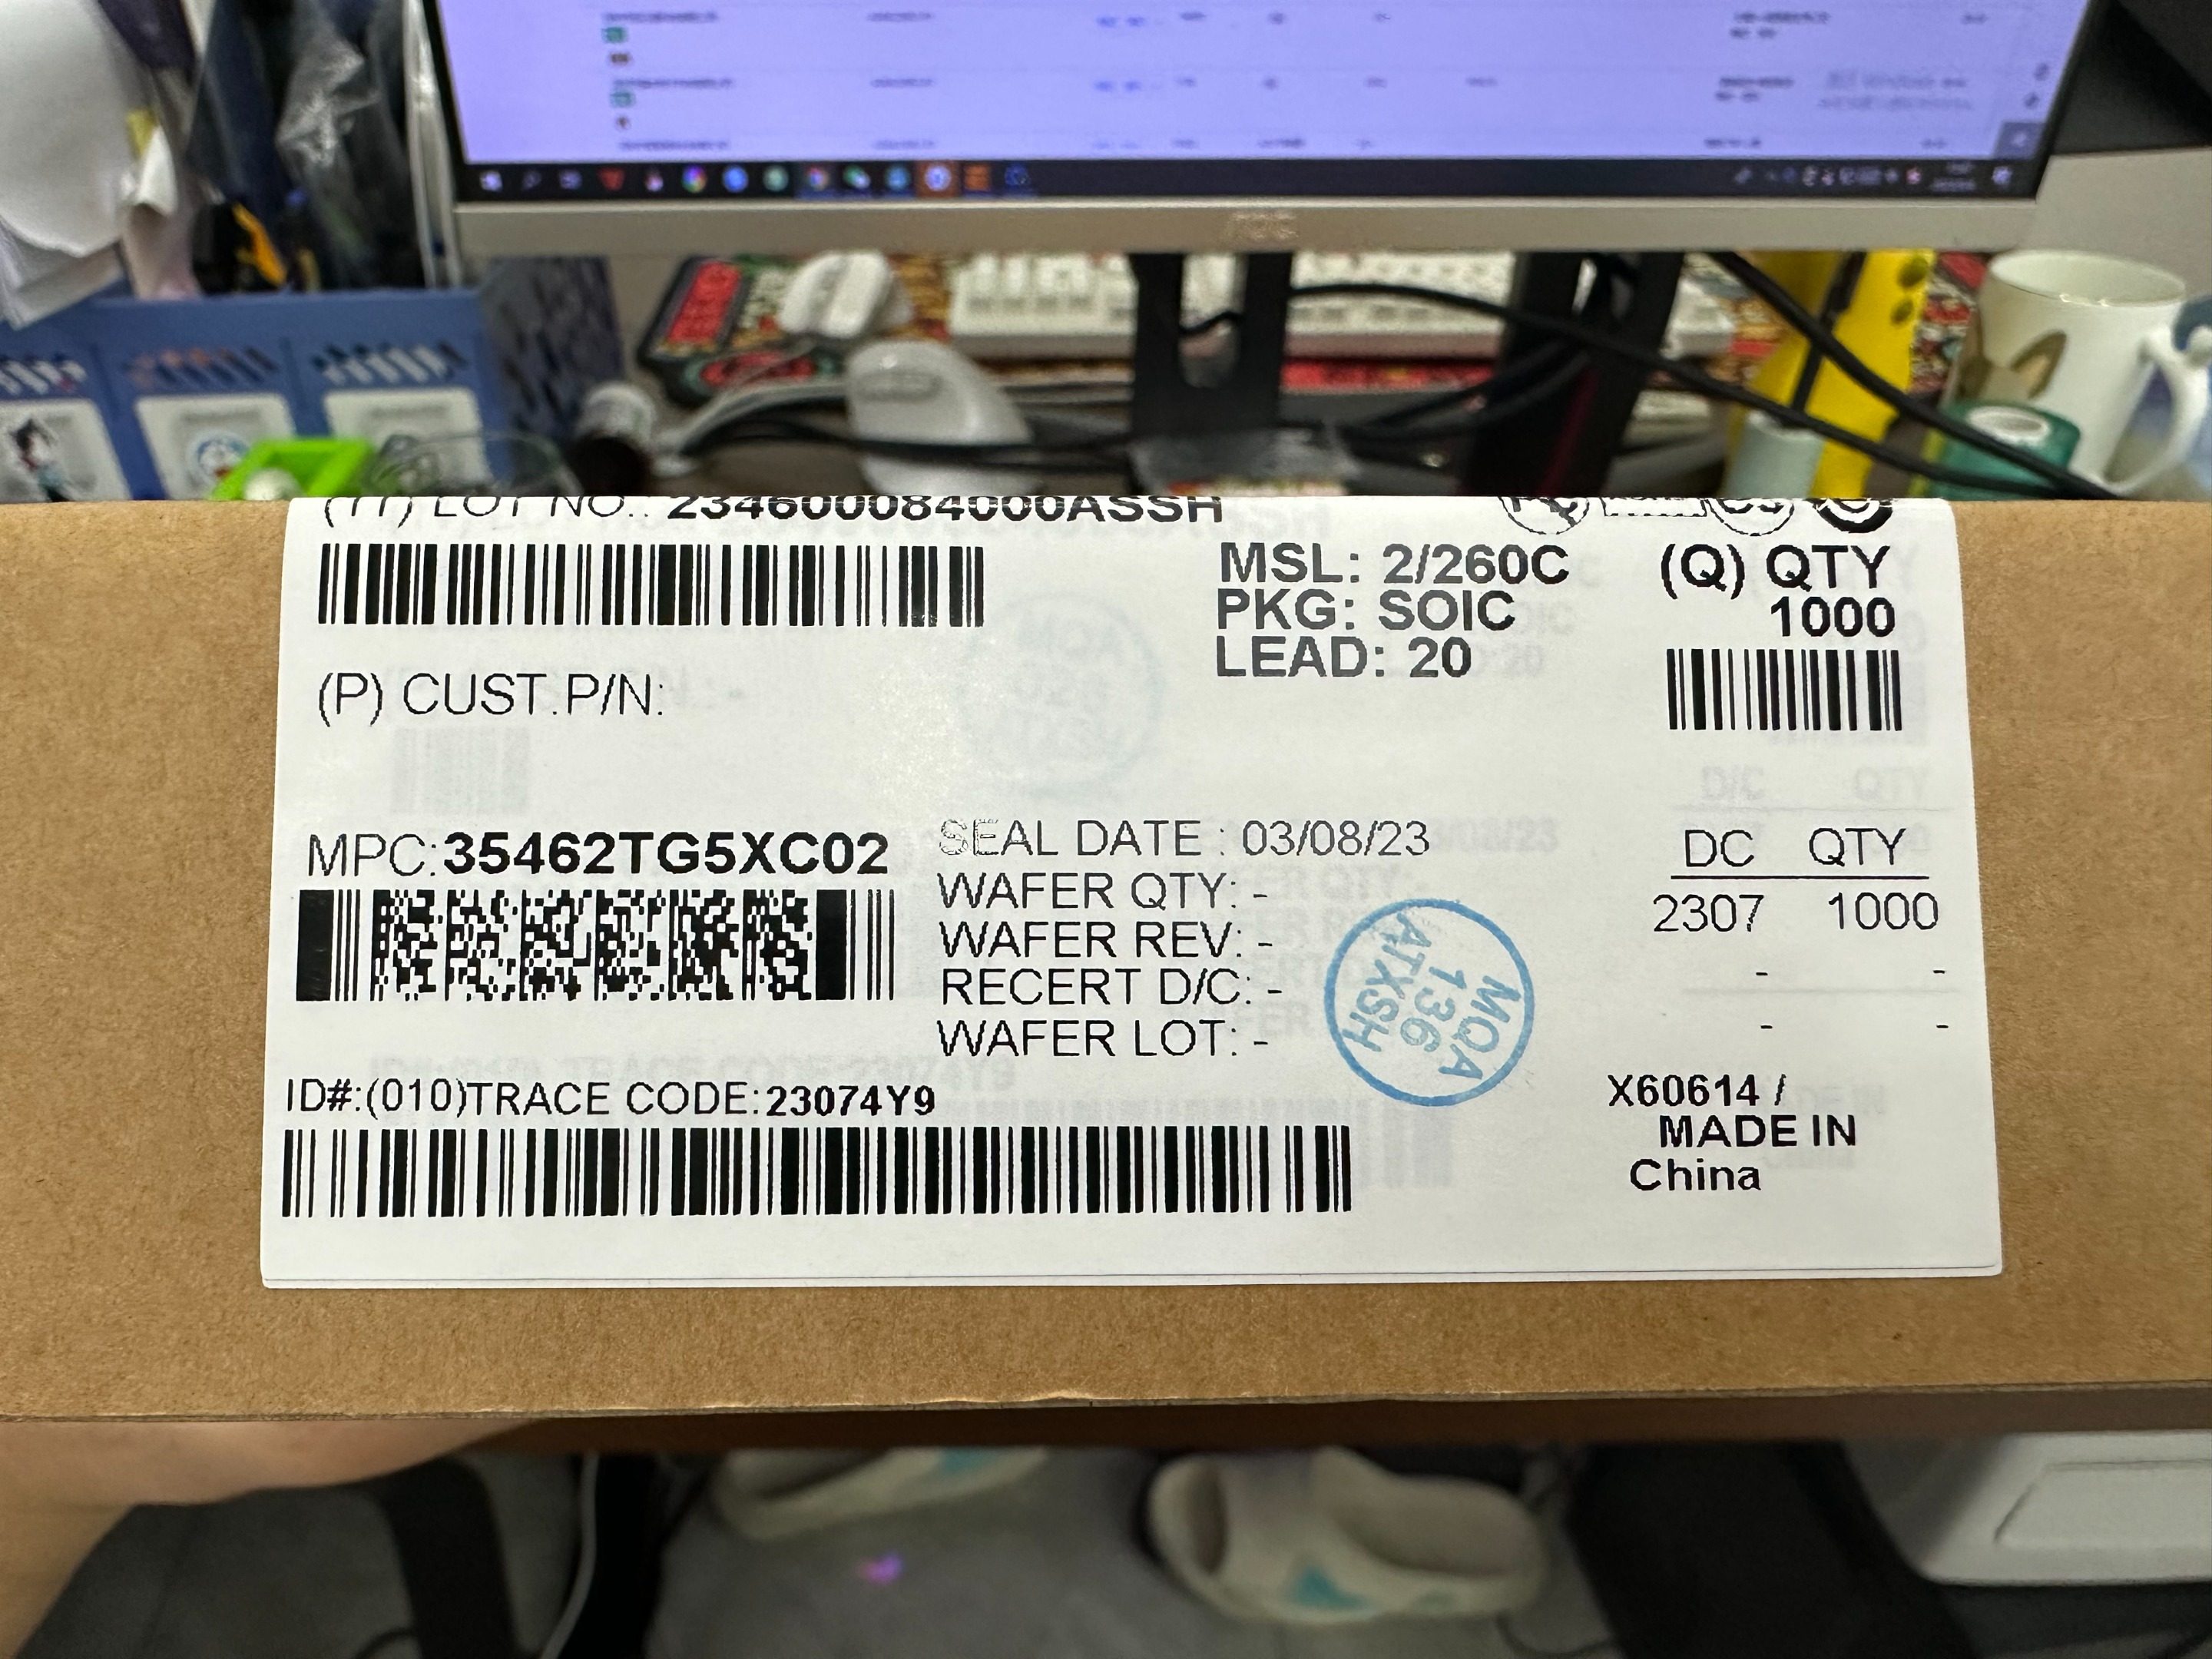 (1T) LOT NO.: 234600084000ASSH
MSL: 2/260C
PKG: SOIC
LEAD: 20
(Q) QTY
1000
(P) CUST.P/N:
MPC:35462TG5XC02
SEAL DATE : 03/08/23
WAFER QTY: -
WAFER REV: -
RECERT D/C: -
WAFER LOT: -
DC QTY
2307 1000
- -
- -
MQA
136
ATXSH
ID#:(010)TRACE CODE:23074Y9
X60614 /
MADE IN
China